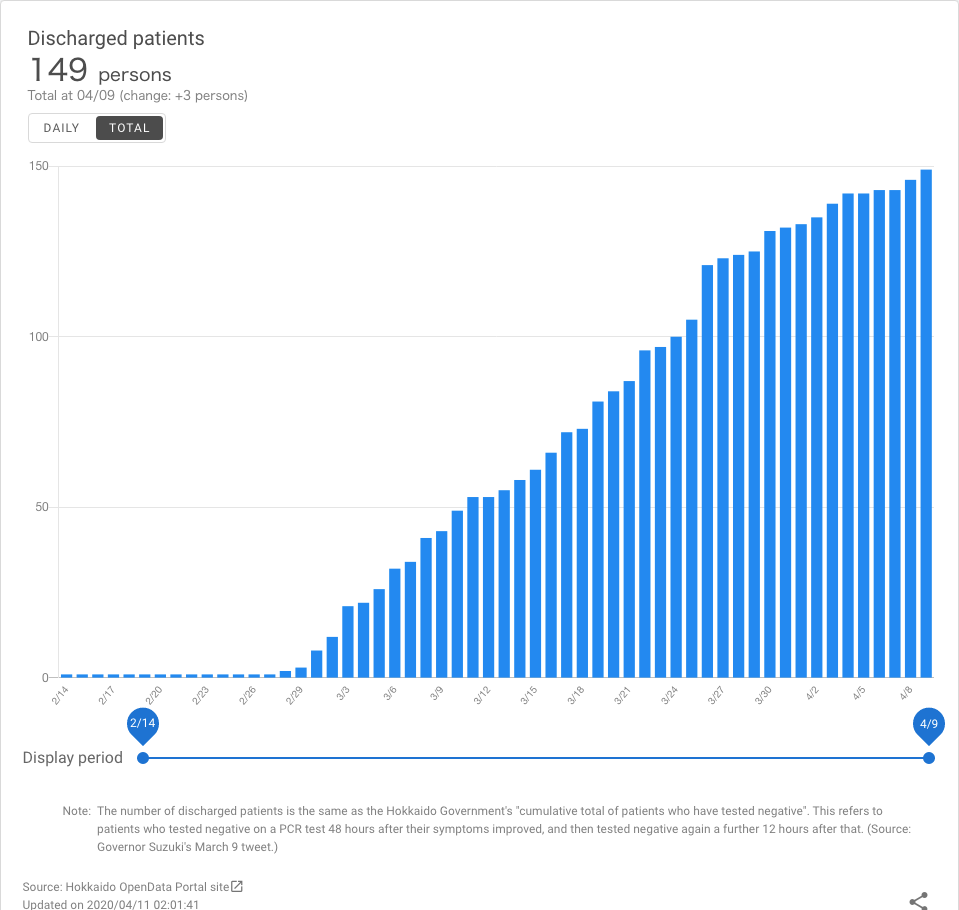 Discharged patients
149 persons
Total at 04/09 (change: +3 persons)
DAILY TOTAL
150
100
50
0
2/14 2/17 2/20 2/23 2/26 2/29 3/3 3/6 3/9 3/12 3/15 3/18 3/21 3/24 3/27 3/30 4/2 4/5 4/8
2/14 4/9
Display period
Note: The number of discharged patients is the same as the Hokkaido Government's "cumulative total of patients who have tested negative". This refers to
patients who tested negative on a PCR test 48 hours after their symptoms improved, and then tested negative again a further 12 hours after that. (Source:
Governor Suzuki's March 9 tweet.)
Source: Hokkaido OpenData Portal site
Updated on 2020/04/11 02:01:41